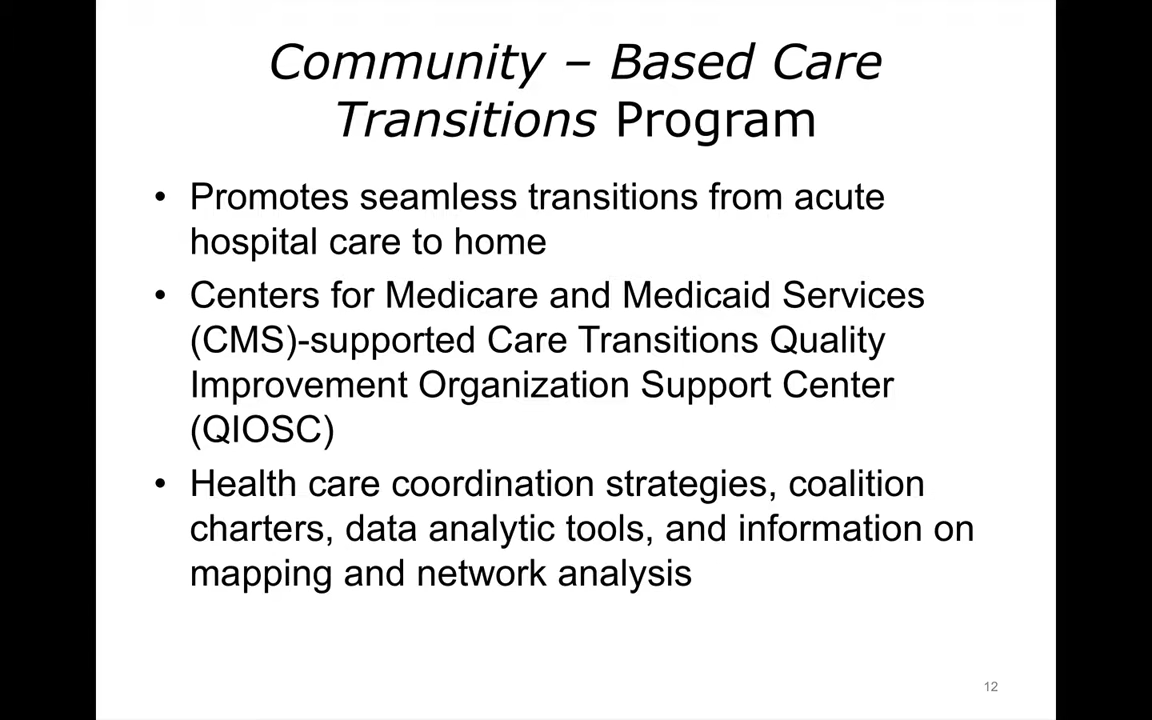 Community – Based Care
Transitions Program
• Promotes seamless transitions from acute
hospital care to home
• Centers for Medicare and Medicaid Services
(CMS)-supported Care Transitions Quality
Improvement Organization Support Center
(QIOSC)
• Health care coordination strategies, coalition
charters, data analytic tools, and information on
mapping and network analysis
12